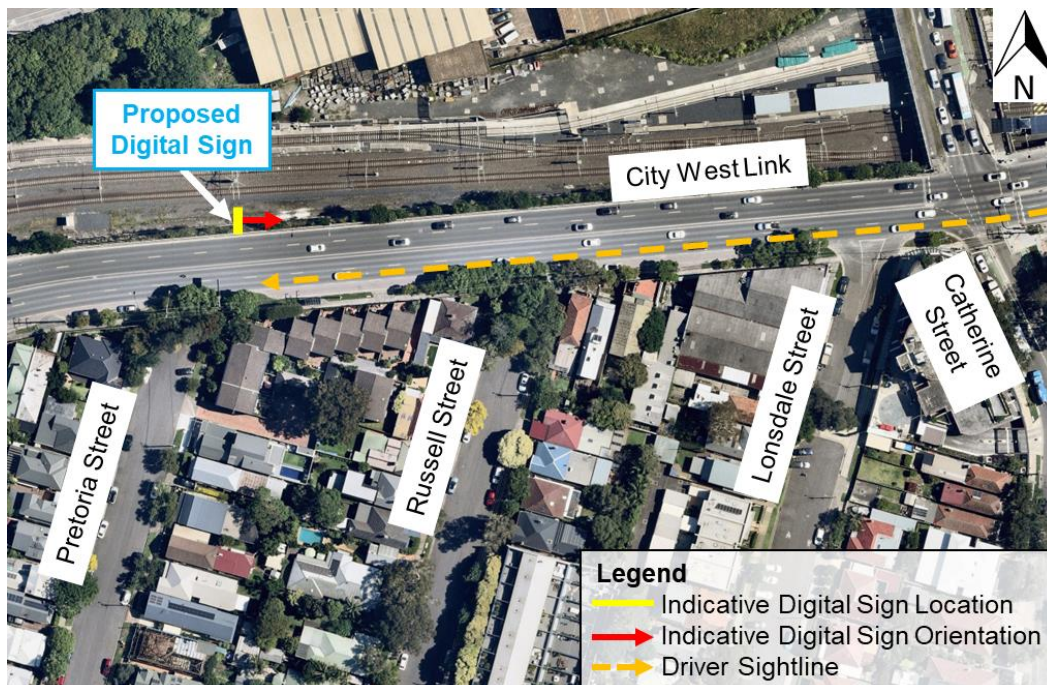 N
Proposed
Digital Sign
City West Link
Pretoria Street
Russell Street
Lonsdale Street
Catherine
Street
Legend
Indicative Digital Sign Location
Indicative Digital Sign Orientation
Driver Sightline